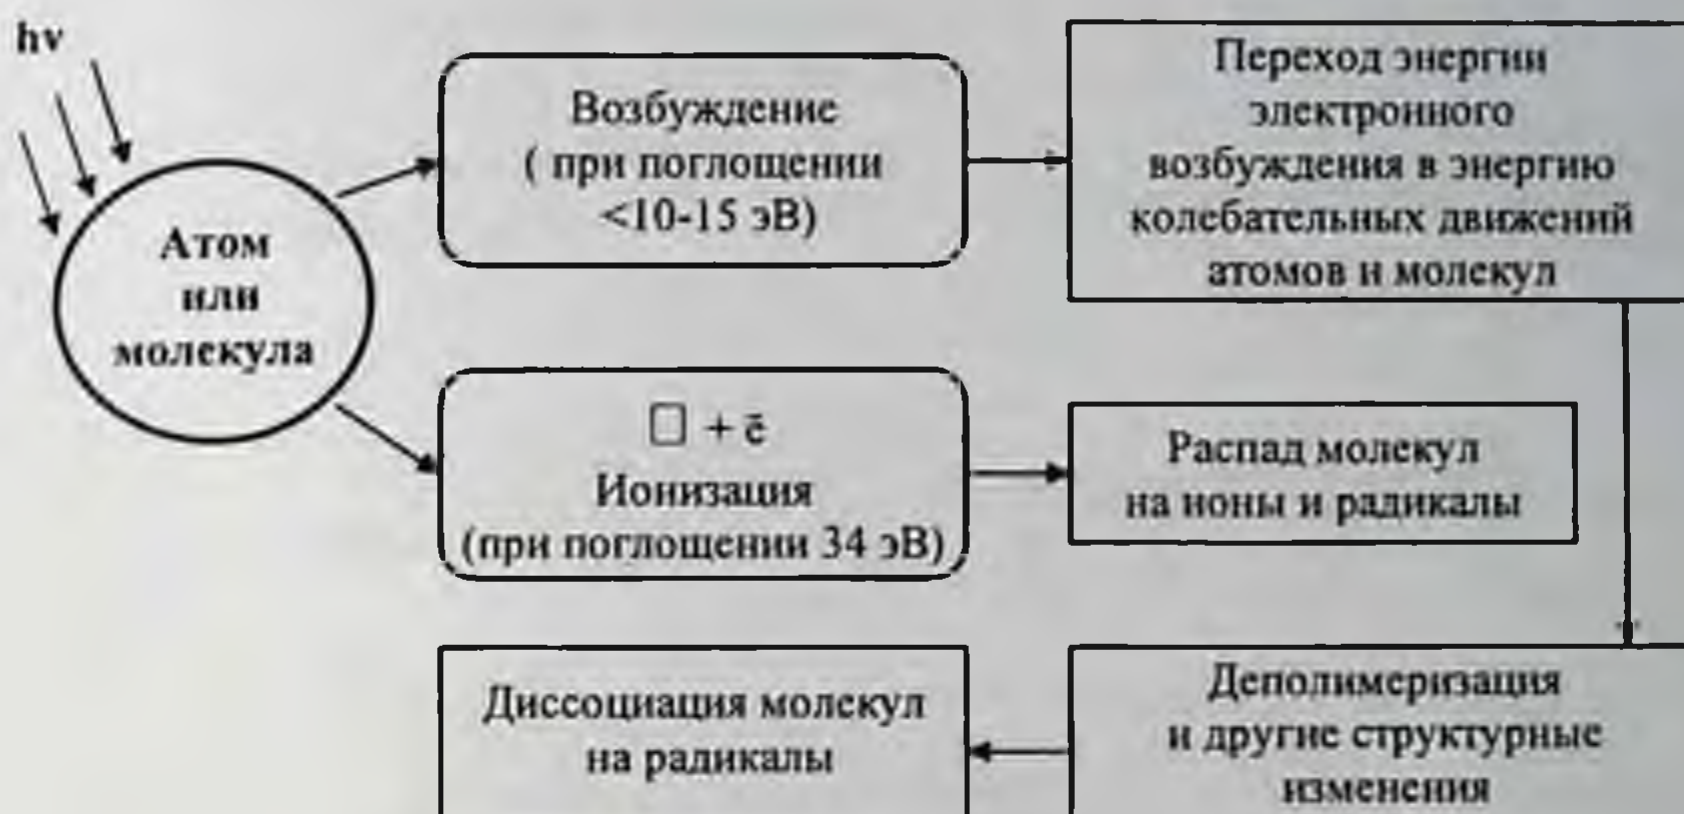 hν
Атом
или
молекула
Возбуждение
( при поглощении
<10-15 эВ)
Переход энергии
электронного
возбуждения в энергию
колебательных движений
атомов и молекул
□ + ē
Ионизация
(при поглощении 34 эВ)
Распад молекул
на ионы и радикалы
Диссоциация молекул
на радикалы
Деполимеризация
и другие структурные
изменения